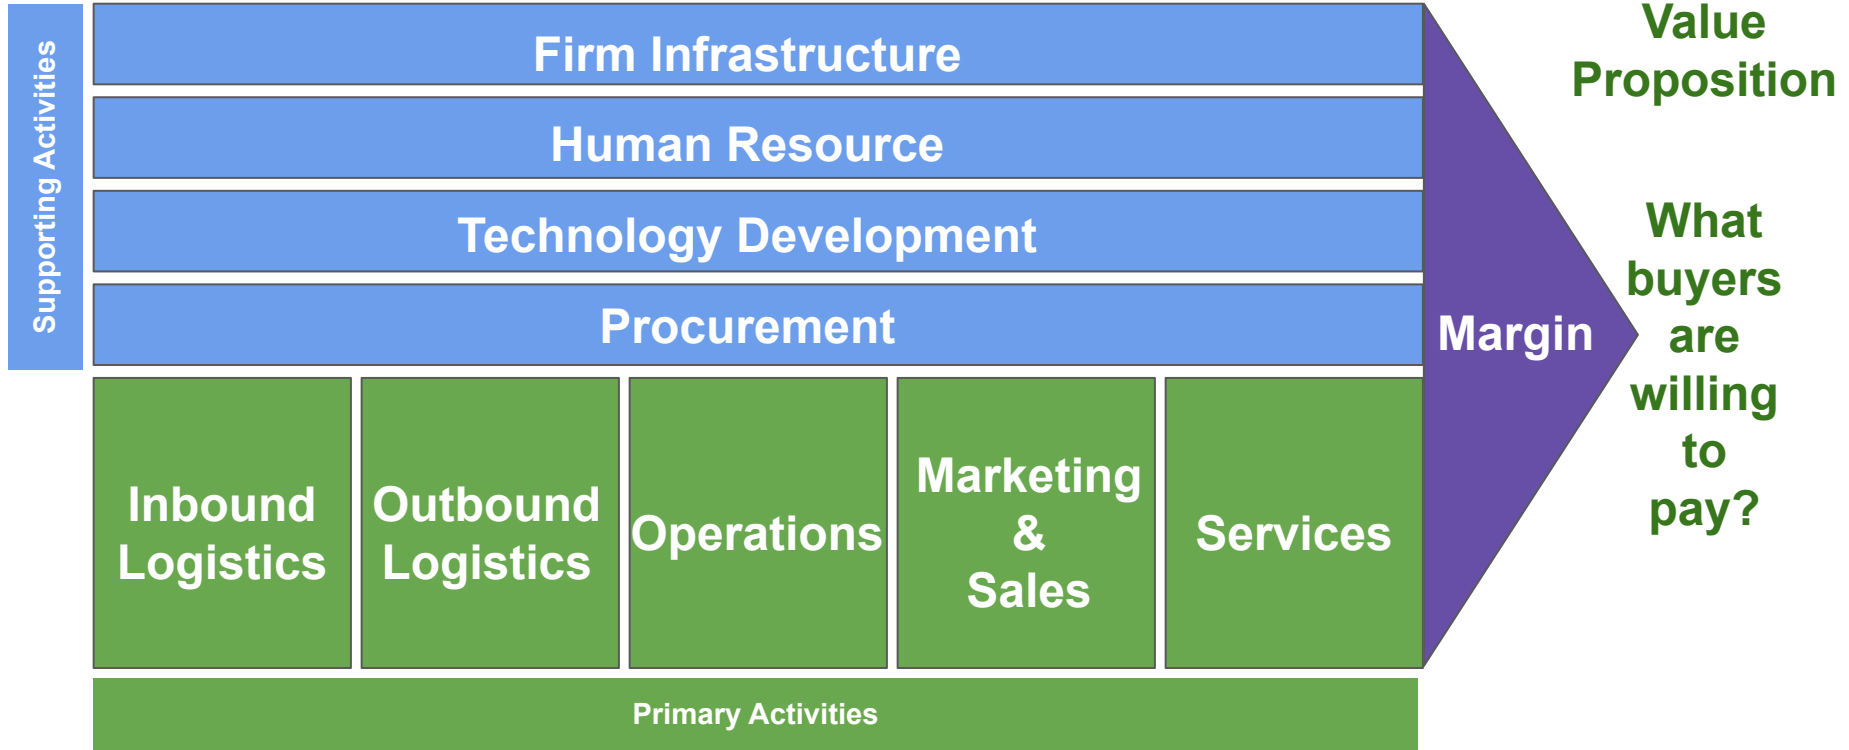 Supporting Activities
Firm Infrastructure
Human Resource
Technology Development
Procurement
Inbound
Logistics
Outbound
Logistics
Operations
Marketing
&
Sales
Services
Primary Activities
Margin
Value
Proposition
What
buyers
are
willing
to
pay?